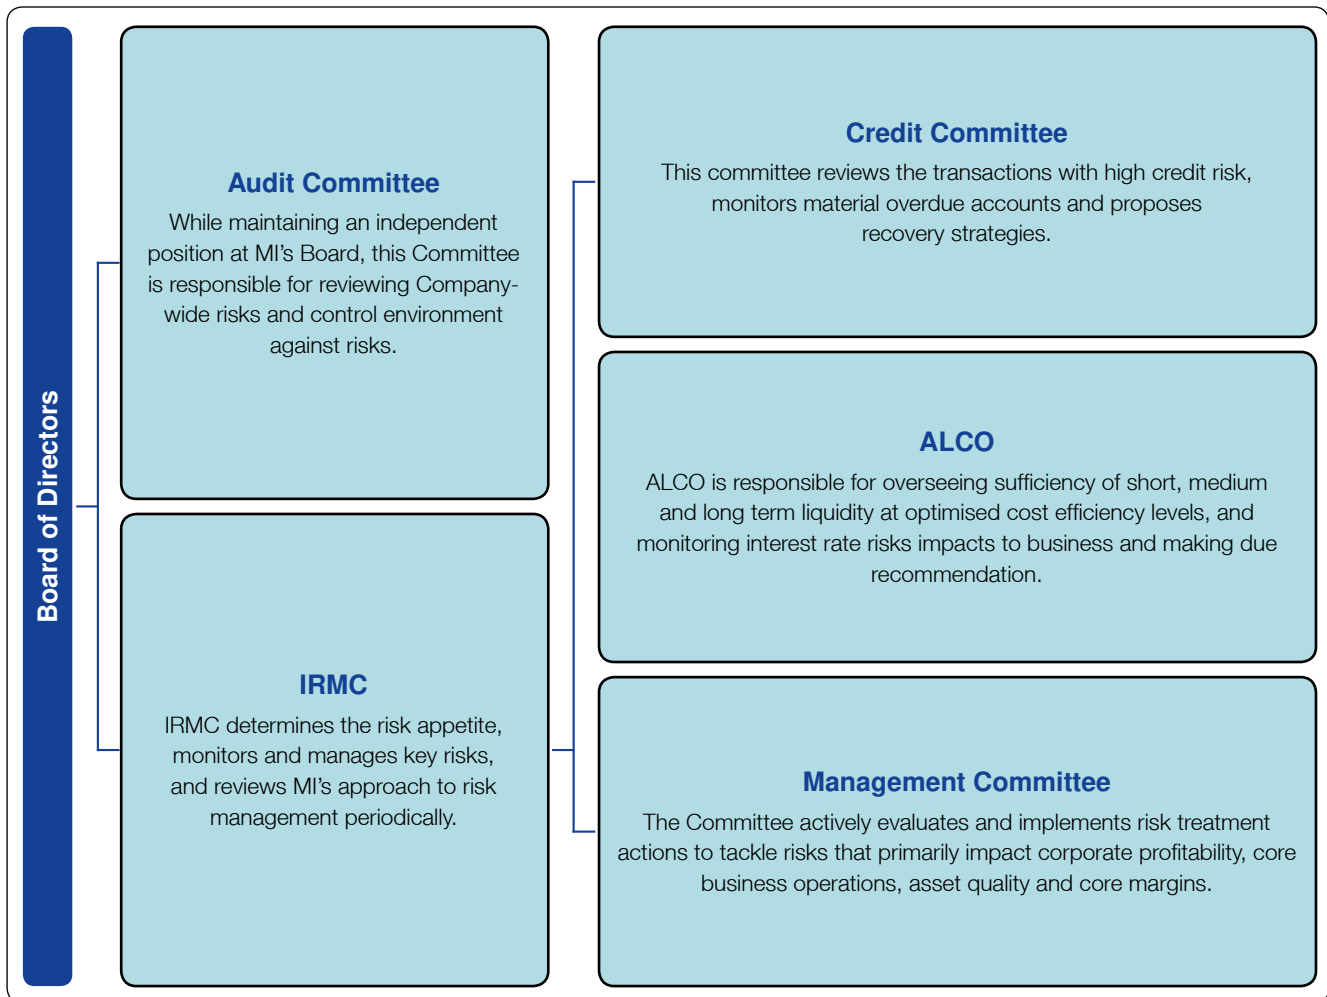 Board of Directors
Audit Committee
While maintaining an independent
position at MI’s Board, this Committee
is responsible for reviewing Company-
wide risks and control environment
against risks.
IRMC
IRMC determines the risk appetite,
monitors and manages key risks,
and reviews MI’s approach to risk
management periodically.
Credit Committee
This committee reviews the transactions with high credit risk,
monitors material overdue accounts and proposes
recovery strategies.
ALCO
ALCO is responsible for overseeing sufficiency of short, medium
and long term liquidity at optimised cost efficiency levels, and
monitoring interest rate risks impacts to business and making due
recommendation.
Management Committee
The Committee actively evaluates and implements risk treatment
actions to tackle risks that primarily impact corporate profitability, core
business operations, asset quality and core margins.